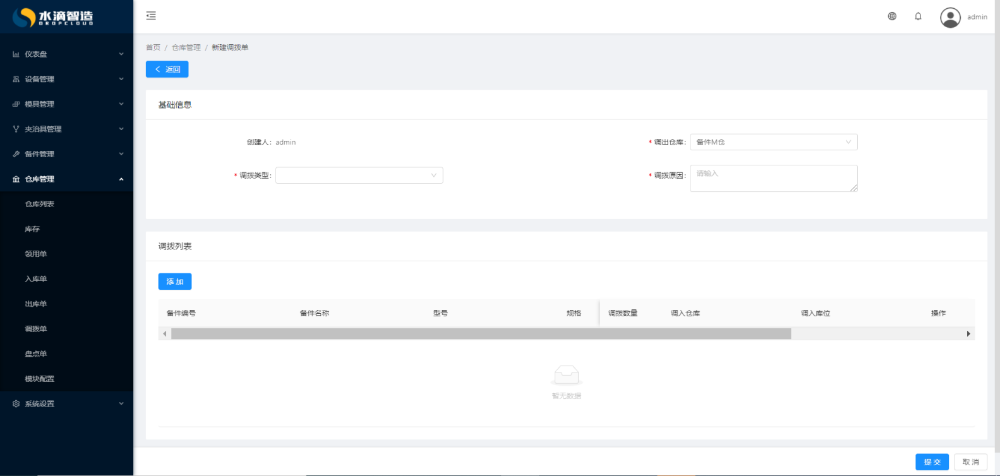 水滴智造
DROPCLOUD
admin
仪表盘
设备管理
模具管理
夹治具管理
备件管理
仓库管理
仓库列表
库存
领用单
入库单
出库单
调拨单
盘点单
模块配置
系统设置
首页 / 仓库管理 / 新建调拨单
返回
基础信息
创建人: admin
* 调出仓库: 备件M仓
* 调拨类型:
* 调拨原因: 请输入
调拨列表
添加
备件编号 备件名称 型号 规格 调拨数量 调入仓库 调入库位 操作
暂无数据
提交 取消